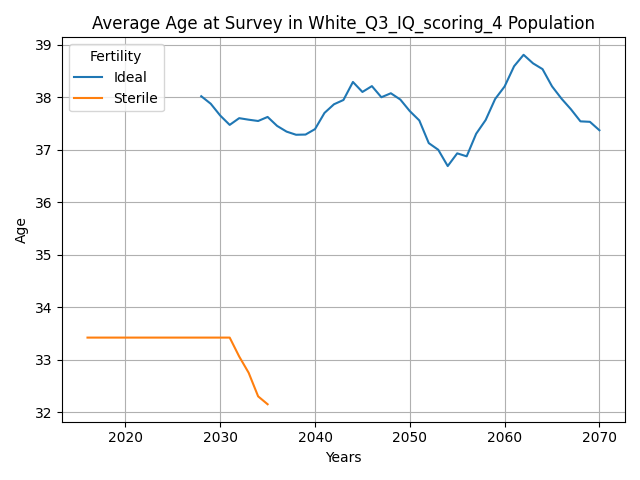 Average Age at Survey in White_Q3_IQ_scoring_4 Population
Fertility
Ideal
Sterile
39
38
37
36
35
34
33
32
Age
2020 2030 2040 2050 2060 2070
Years